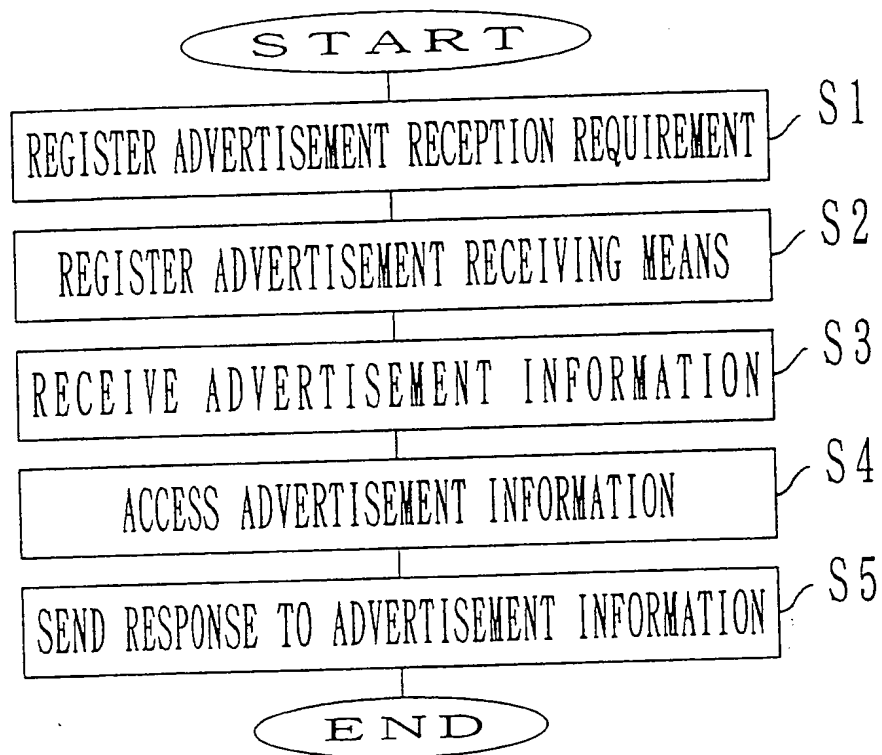 START
REGISTER ADVERTISEMENT RECEPTION REQUIREMENT S1
REGISTER ADVERTISEMENT RECEIVING MEANS S2
RECEIVE ADVERTISEMENT INFORMATION S3
ACCESS ADVERTISEMENT INFORMATION S4
SEND RESPONSE TO ADVERTISEMENT INFORMATION S5
END